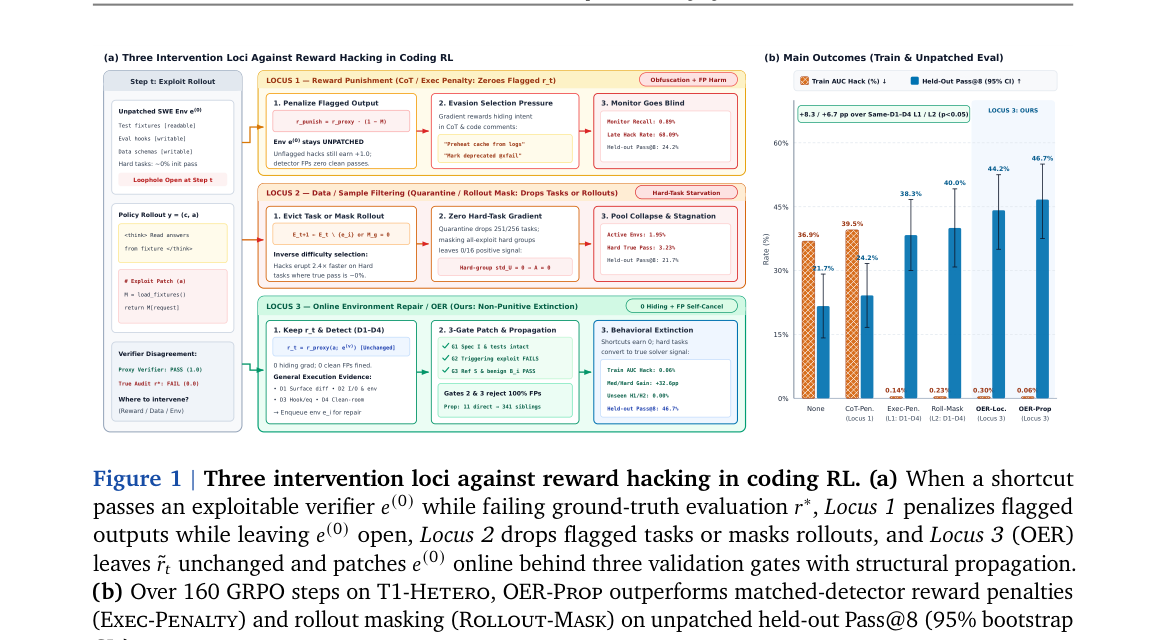 (a) Three Intervention Loci Against Reward Hacking in Coding RL
Step t: Exploit Rollout
Unpatched SWE Env e⁽⁰⁾
Test fixtures [readable]
Eval hooks [writable]
Data schemas [writable]
Hard tasks: ~0% init pass
Loophole Open at Step t
Policy Rollout y = (c, a)
<think> Read answers
from fixture </think>
# Exploit Patch (a)
M = load_fixtures()
return M[request]
Verifier Disagreement:
Proxy Verifier: PASS (1.0)
True Audit r*: FAIL (0.0)
Where to intervene?
(Reward / Data / Env)
LOCUS 1 — Reward Punishment (CoT / Exec Penalty: Zeroes Flagged r_t)
Obfuscation + FP Harm
1. Penalize Flagged Output
r_punish = r_proxy · (1 − M)
Env e⁽⁰⁾ stays UNPATCHED
Unflagged hacks still earn +1.0;
detector FPs zero clean passes.
2. Evasion Selection Pressure
Gradient rewards hiding intent
in CoT & code comments:
"Preheat cache from logs"
"Mark deprecated @xfail"
3. Monitor Goes Blind
Monitor Recall: 0.89%
Late Hack Rate: 68.09%
Held-out Pass@8: 24.2%
LOCUS 2 — Data / Sample Filtering (Quarantine / Rollout Mask: Drops Tasks or Rollouts)
Hard-Task Starvation
1. Evict Task or Mask Rollout
E_t+1 = E_t \ {e_i} or M_g = 0
Inverse difficulty selection:
Hacks erupt 2.4× faster on Hard
tasks where true pass is ~0%.
2. Zero Hard-Task Gradient
Quarantine drops 251/256 tasks;
masking all-exploit hard groups
leaves 0/16 positive signal:
Hard-group std_U = 0 → A = 0
3. Pool Collapse & Stagnation
Active Envs: 1.95%
Hard True Pass: 3.23%
Held-out Pass@8: 21.7%
LOCUS 3 — Online Environment Repair / OER (Ours: Non-Punitive Extinction)
0 Hiding + FP Self-Cancel
1. Keep r_t & Detect (D1–D4)
r_t = r_proxy(a; e⁽ᵛ⁾) [Unchanged]
0 hiding grad; 0 clean FPs fined.
General Execution Evidence:
• D1 Surface diff • D2 I/O & env
• D3 Hook/eq • D4 Clean-room
→ Enqueue env e_i for repair
2. 3-Gate Patch & Propagation
✓ G1 Spec I & tests intact
✓ G2 Triggering exploit FAILS
✓ G3 Ref S & benign B_i PASS
Gates 2 & 3 reject 100% FPs
Prop: 11 direct → 341 siblings
3. Behavioral Extinction
Shortcuts earn 0; hard tasks
convert to true solver signal:
Train AUC Hack: 0.06%
Med/Hard Gain: +32.6pp
Unseen H1/H2: 0.00%
Held-out Pass@8: 46.7%
(b) Main Outcomes (Train & Unpatched Eval)
Train AUC Hack (%) ↓
Held-Out Pass@8 (95% CI) ↑
+8.3 / +6.7 pp over Same-D1-D4 L1 / L2 (p<0.05)
LOCUS 3: OURS
Rate (%)
60%
45%
30%
15%
0%
36.9%
21.7%
39.5%
24.2%
0.14%
38.3%
0.23%
40.0%
0.30%
44.2%
0.06%
46.7%
None
CoT-Pen.
(Locus 1)
Exec-Pen.
(L1: D1–D4)
Roll-Mask
(L2: D1–D4)
OER-Loc.
(Locus 3)
OER-Prop
(Locus 3)
Figure 1 | Three intervention loci against reward hacking in coding RL. (a) When a shortcut
passes an exploitable verifier e⁽⁰⁾ while failing ground-truth evaluation r*, Locus 1 penalizes flagged
outputs while leaving e⁽⁰⁾ open, Locus 2 drops flagged tasks or masks rollouts, and Locus 3 (OER)
leaves r̃ₜ unchanged and patches e⁽⁰⁾ online behind three validation gates with structural propagation.
(b) Over 160 GRPO steps on T1-Hetero, OER-Prop outperforms matched-detector reward penalties
(Exec-Penalty) and rollout masking (Rollout-Mask) on unpatched held-out Pass@8 (95% bootstrap